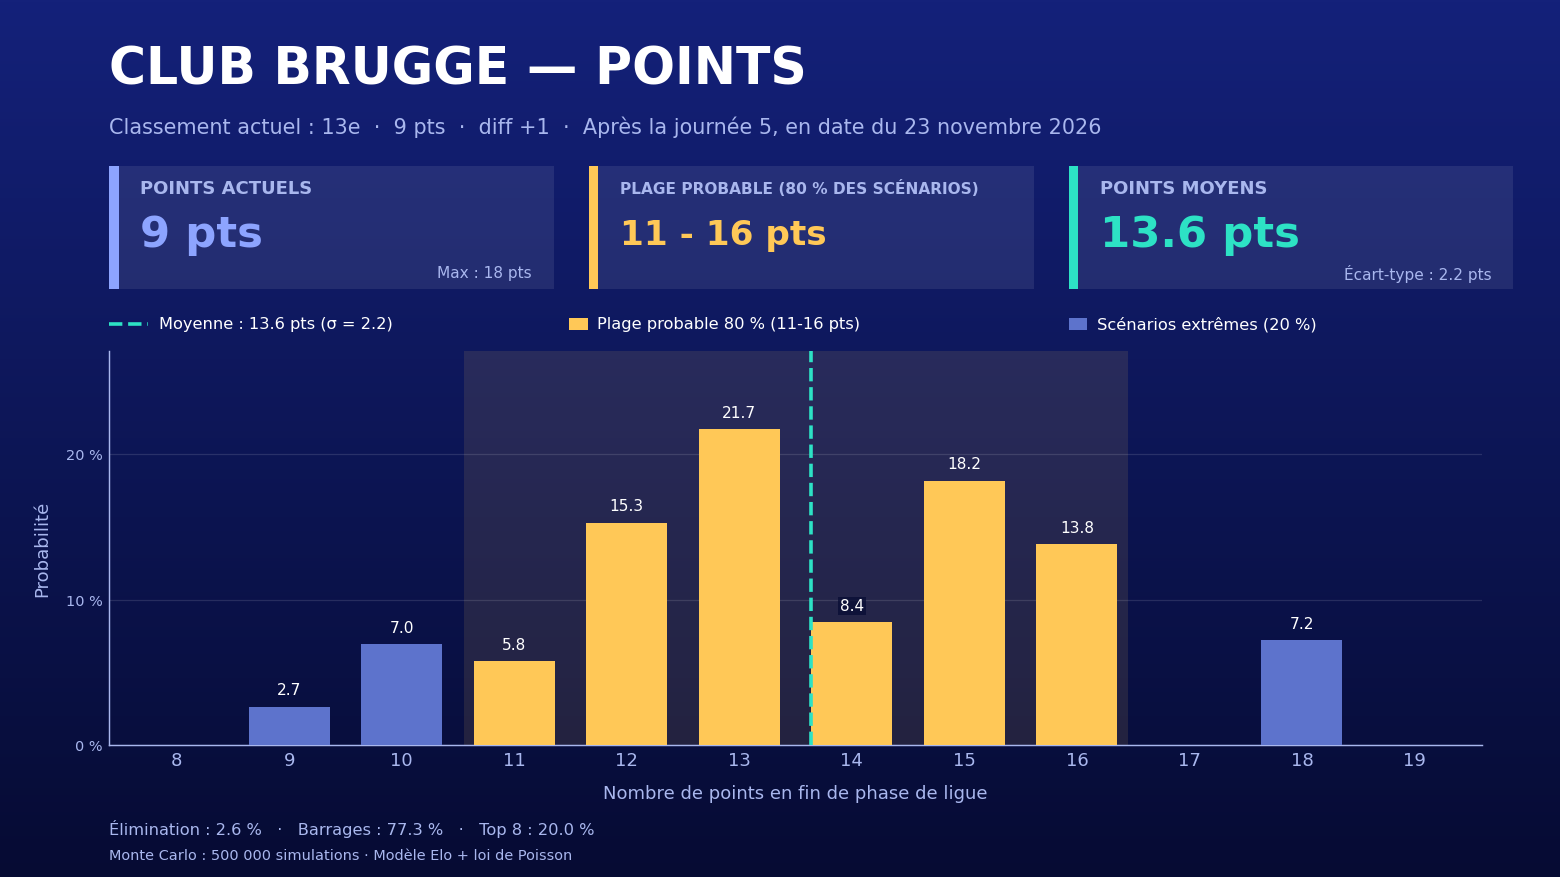 CLUB BRUGGE — POINTS
Classement actuel : 13e · 9 pts · diff +1 · Après la journée 5, en date du 23 novembre 2026
POINTS ACTUELS
9 pts
Max : 18 pts
PLAGE PROBABLE (80 % DES SCÉNARIOS)
11 - 16 pts
POINTS MOYENS
13.6 pts
Écart-type : 2.2 pts
Moyenne : 13.6 pts (σ = 2.2)
Plage probable 80 % (11-16 pts)
Scénarios extrêmes (20 %)
Probabilité
20 %
10 %
0 %
2.7
7.0
5.8
15.3
21.7
8.4
18.2
13.8
7.2
8 9 10 11 12 13 14 15 16 17 18 19
Nombre de points en fin de phase de ligue
Élimination : 2.6 % · Barrages : 77.3 % · Top 8 : 20.0 %
Monte Carlo : 500 000 simulations · Modèle Elo + loi de Poisson